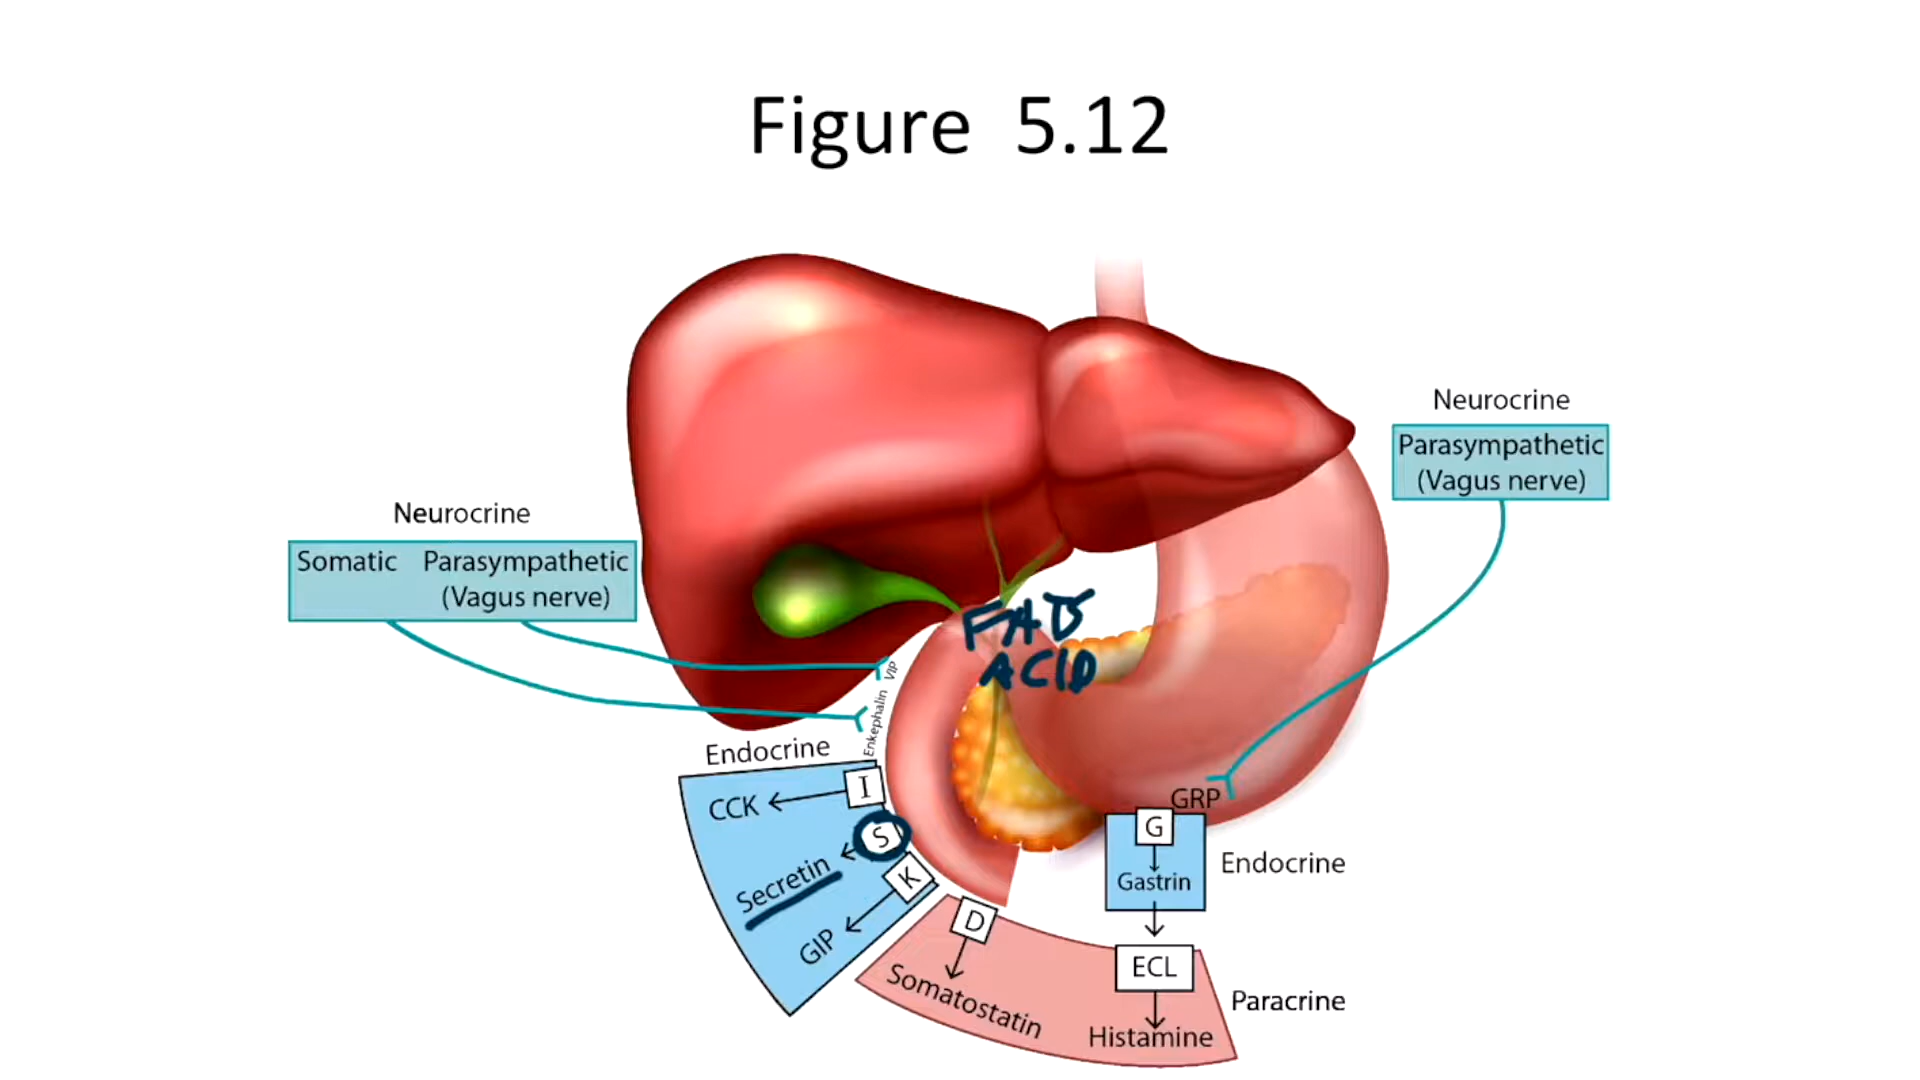 Figure 5.12
Neurocrine
Parasympathetic
(Vagus nerve)
Neurocrine
Somatic Parasympathetic
(Vagus nerve)
ACID
VIP
Enkephalin
Endocrine
I
CCK
S
Secretin
K
GIP
D
Somatostatin
GRP
G
Gastrin
Endocrine
ECL
Histamine
Paracrine